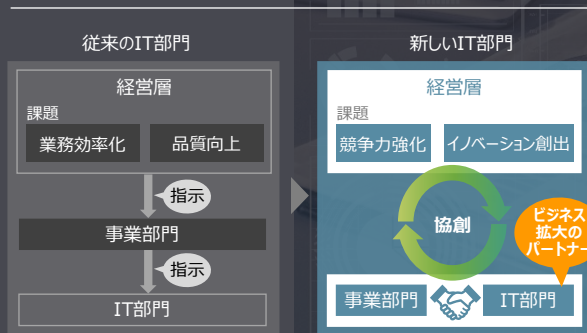 従来のIT部門
経営層
課題
業務効率化
品質向上
指示
事業部門
指示
IT部門
新しいIT部門
経営層
課題
競争力強化
イノベーション創出
協創
ビジネス
拡大の
パートナー
事業部門
IT部門